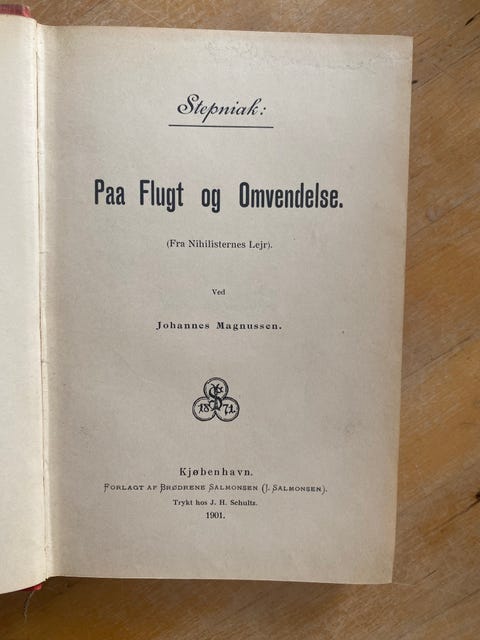 Stepniak:
Paa Flugt og Omvendelse.
(Fra Nihilisternes Lejr).
Ved
Johannes Magnussen.
18 S 71
Kjøbenhavn.
FORLAGT AF BRØDRENE SALMONSEN (J. SALMONSEN).
Trykt hos J. H. Schultz.
1901.